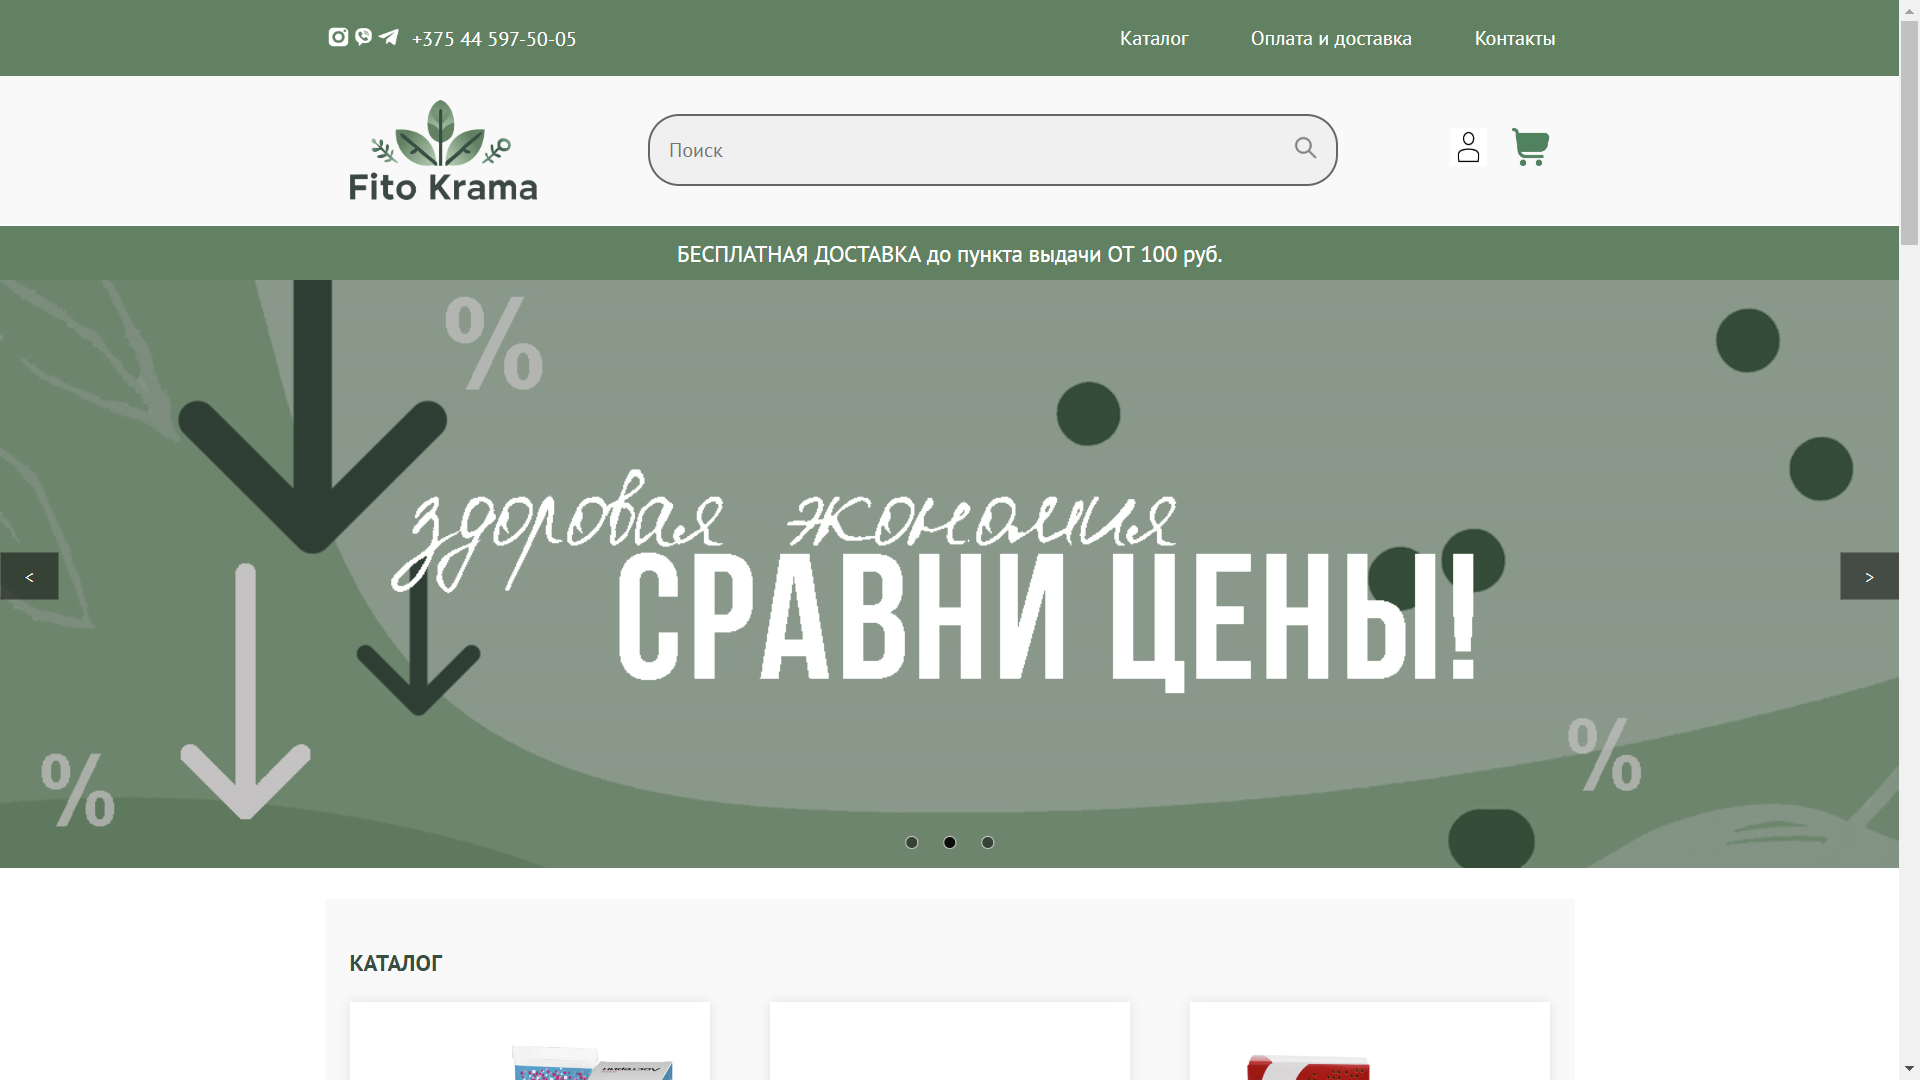 +375 44 597-50-05
Каталог
Оплата и доставка
Контакты
Fito Krama
Поиск
БЕСПЛАТНАЯ ДОСТАВКА до пункта выдачи ОТ 100 руб.
%
здоровая экономия
СРАВНИ ЦЕНЫ!
<
>
%
%
КАТАЛОГ